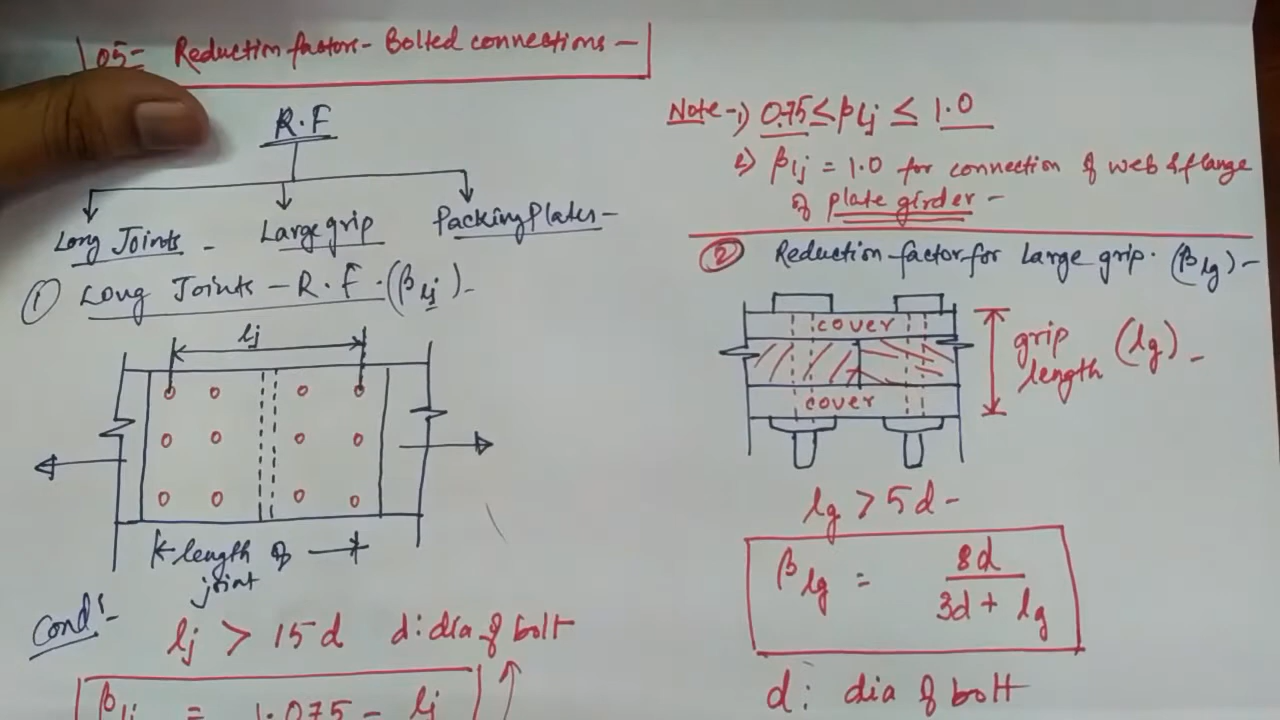 05- Reduction factors- Bolted connections-
R.F
Long Joints - Large grip Packing Plates-
① Long Joints - R.F. (βlj)-
lj
length of
joint
Cond:-
lj > 15d d: dia of bolt
βlj = 1.075 - lj
Note-1) 0.75 ≤ βlj ≤ 1.0
2) βlj = 1.0 for connection of web & flange
of plate girder -
② Reduction factor for Large grip. (βlg)-
cover
cover
grip
length (lg)-
lg > 5d-
βlg = 8d
3d + lg
d: dia of bolt